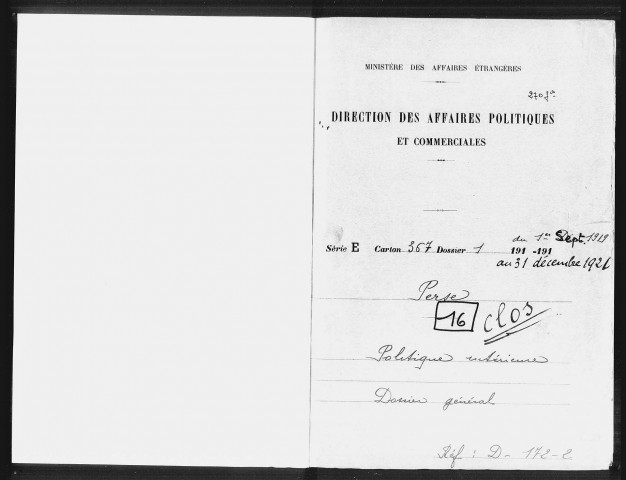 MINISTÈRE DES AFFAIRES ÉTRANGÈRES
270 fos
DIRECTION DES AFFAIRES POLITIQUES
ET COMMERCIALES
du 1er Sept. 1919
Série E Carton 367 Dossier 1 191 -191
au 31 décembre 1921
Perse
16 clos
Politique intérieure
Dossier général
Réf : D - 172-2